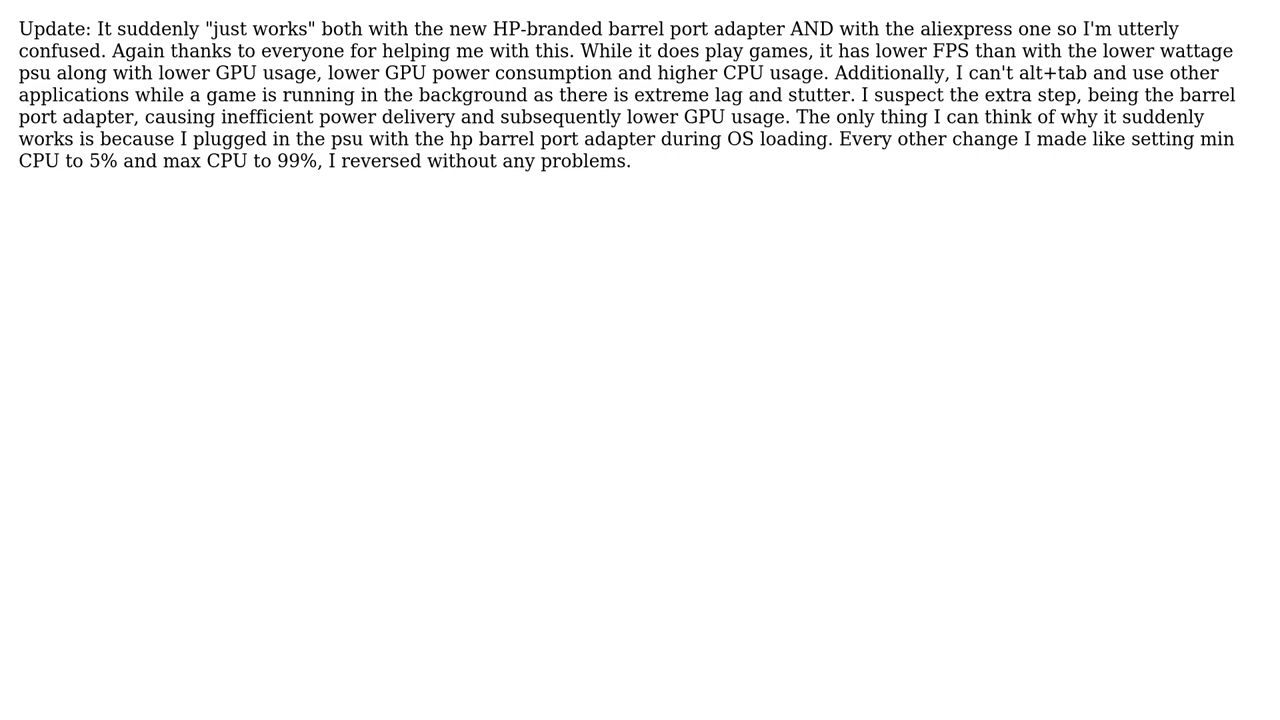 Update: It suddenly "just works" both with the new HP-branded barrel port adapter AND with the aliexpress one so I'm utterly
confused. Again thanks to everyone for helping me with this. While it does play games, it has lower FPS than with the lower wattage
psu along with lower GPU usage, lower GPU power consumption and higher CPU usage. Additionally, I can't alt+tab and use other
applications while a game is running in the background as there is extreme lag and stutter. I suspect the extra step, being the barrel
port adapter, causing inefficient power delivery and subsequently lower GPU usage. The only thing I can think of why it suddenly
works is because I plugged in the psu with the hp barrel port adapter during OS loading. Every other change I made like setting min
CPU to 5% and max CPU to 99%, I reversed without any problems.